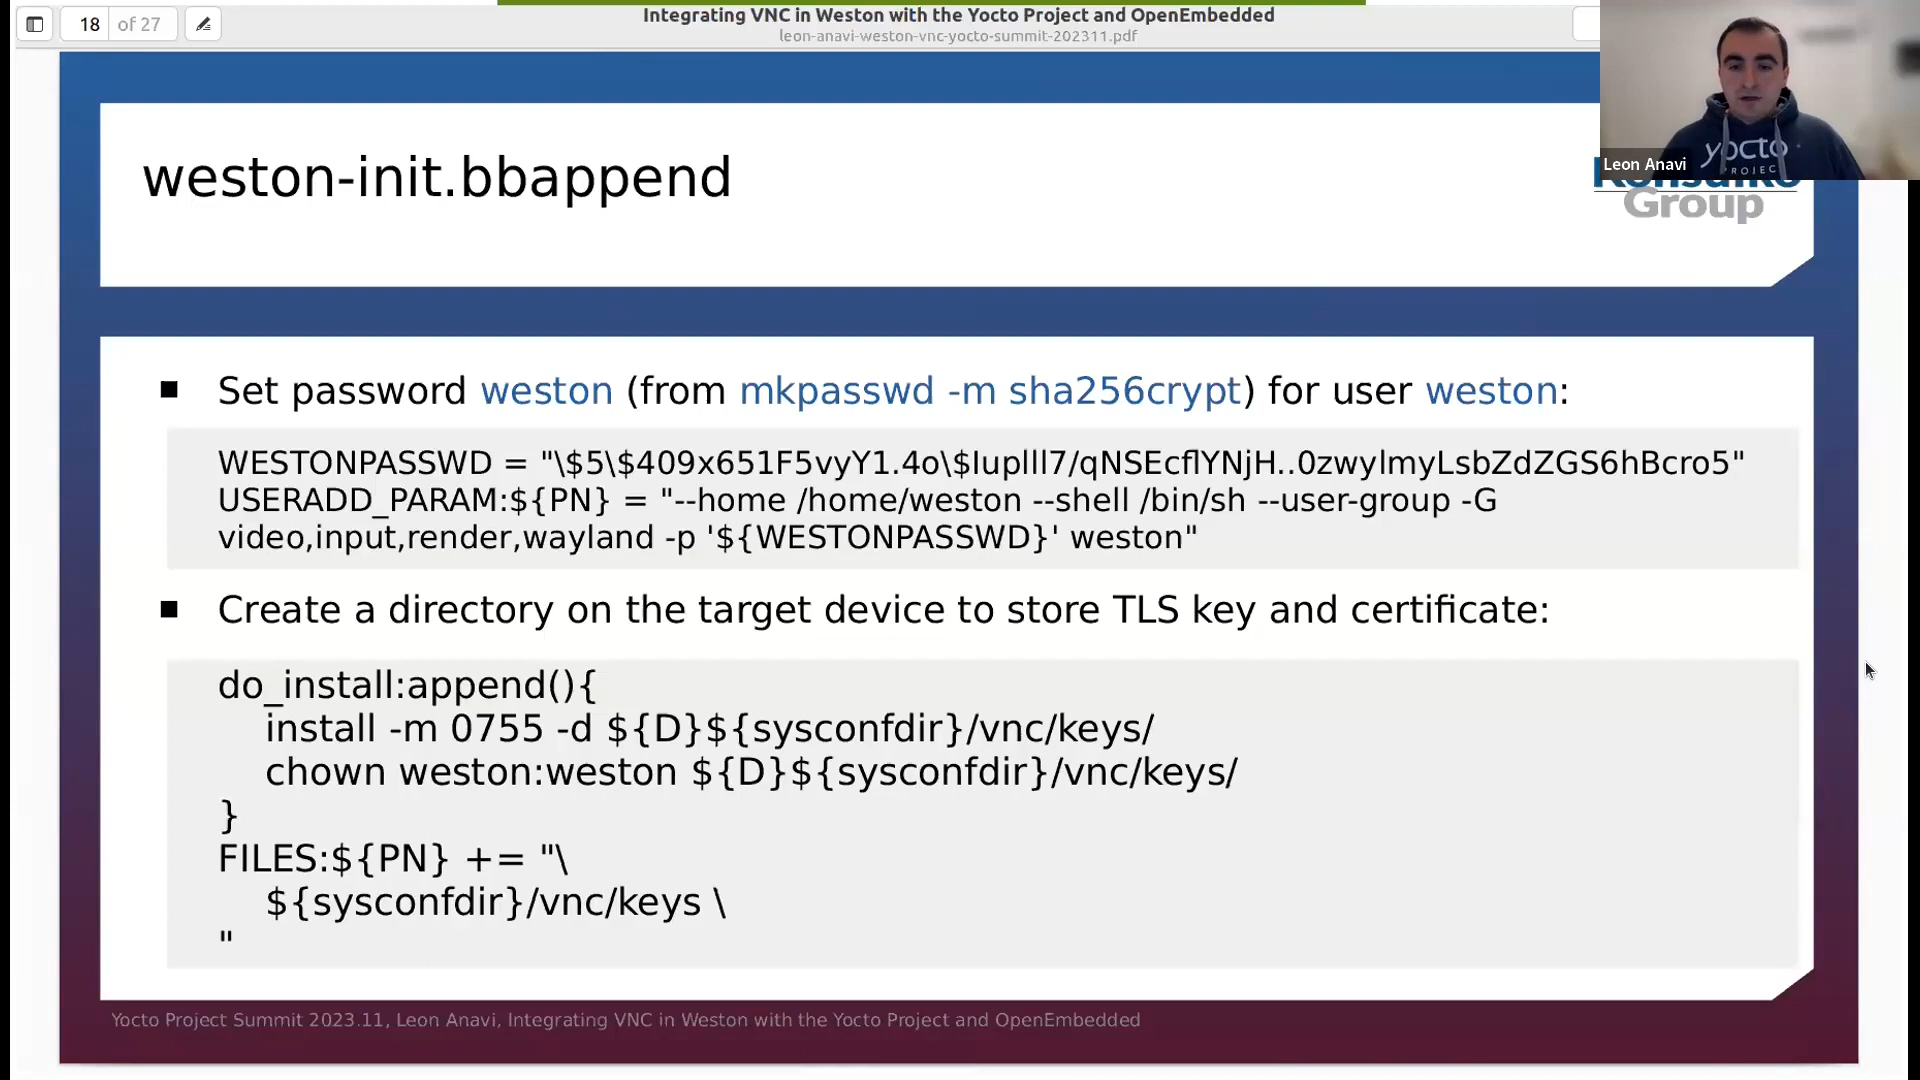 18 of 27
Integrating VNC in Weston with the Yocto Project and OpenEmbedded
leon-anavi-weston-vnc-yocto-summit-202311.pdf
yocto
PROJECT
Leon Anavi
Konsulko
Group
weston-init.bbappend
■ Set password weston (from mkpasswd -m sha256crypt) for user weston:
WESTONPASSWD = "\$5\$409x651F5vyY1.4o\$Iuplll7/qNSEcflYNjH..0zwylmyLsbZdZGS6hBcro5"
USERADD_PARAM:${PN} = "--home /home/weston --shell /bin/sh --user-group -G
video,input,render,wayland -p '${WESTONPASSWD}' weston"
■ Create a directory on the target device to store TLS key and certificate:
do_install:append(){
install -m 0755 -d ${D}${sysconfdir}/vnc/keys/
chown weston:weston ${D}${sysconfdir}/vnc/keys/
}
FILES:${PN} += "\
${sysconfdir}/vnc/keys \
"
Yocto Project Summit 2023.11, Leon Anavi, Integrating VNC in Weston with the Yocto Project and OpenEmbedded